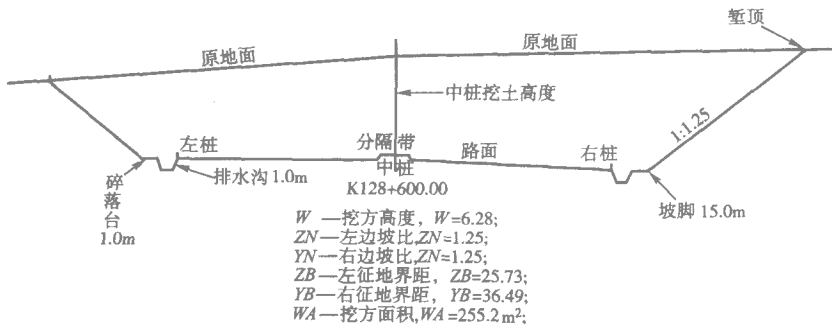 堑顶
原地面
原地面
中桩挖土高度
1:1.25
左桩
分隔带
路面
右桩
中桩
碎落台
1.0m
排水沟1.0m
K128+600.00
坡脚15.0m
W —挖方高度，W=6.28;
ZN—左边坡比,ZN=1.25;
YN—右边坡比,ZN=1.25;
ZB—左征地界距，ZB=25.73;
YB—右征地界距，YB=36.49;
WA—挖方面积,WA=255.2m²;